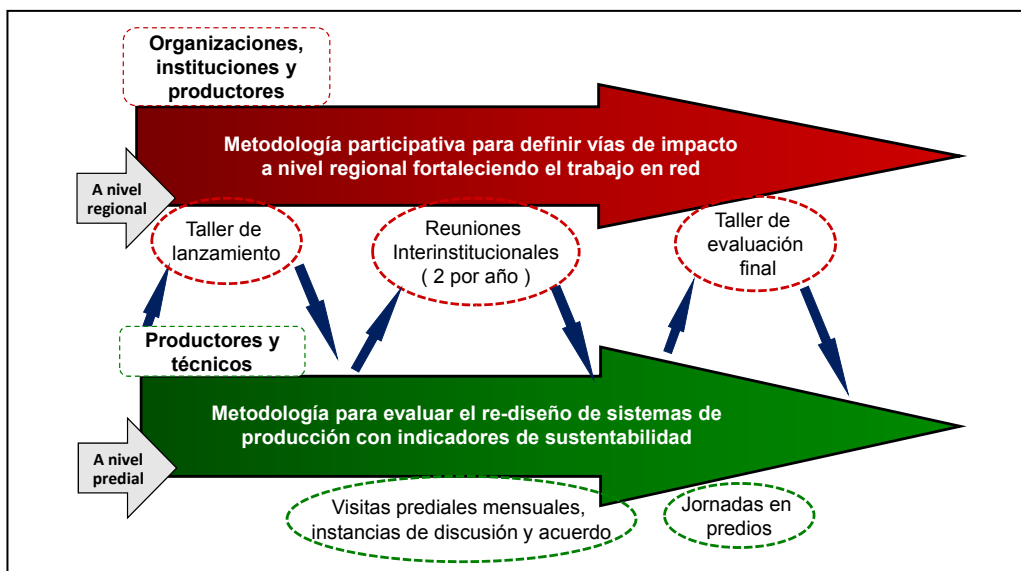 Organizaciones,
instituciones y
productores
Metodología participativa para definir vías de impacto
a nivel regional fortaleciendo el trabajo en red
A nivel
regional
Taller de
lanzamiento
Reuniones
Interinstitucionales
( 2 por año )
Taller de
evaluación
final
Productores y
técnicos
Metodología para evaluar el re-diseño de sistemas de
producción con indicadores de sustentabilidad
A nivel
predial
Visitas prediales mensuales,
instancias de discusión y acuerdo
Jornadas en
predios